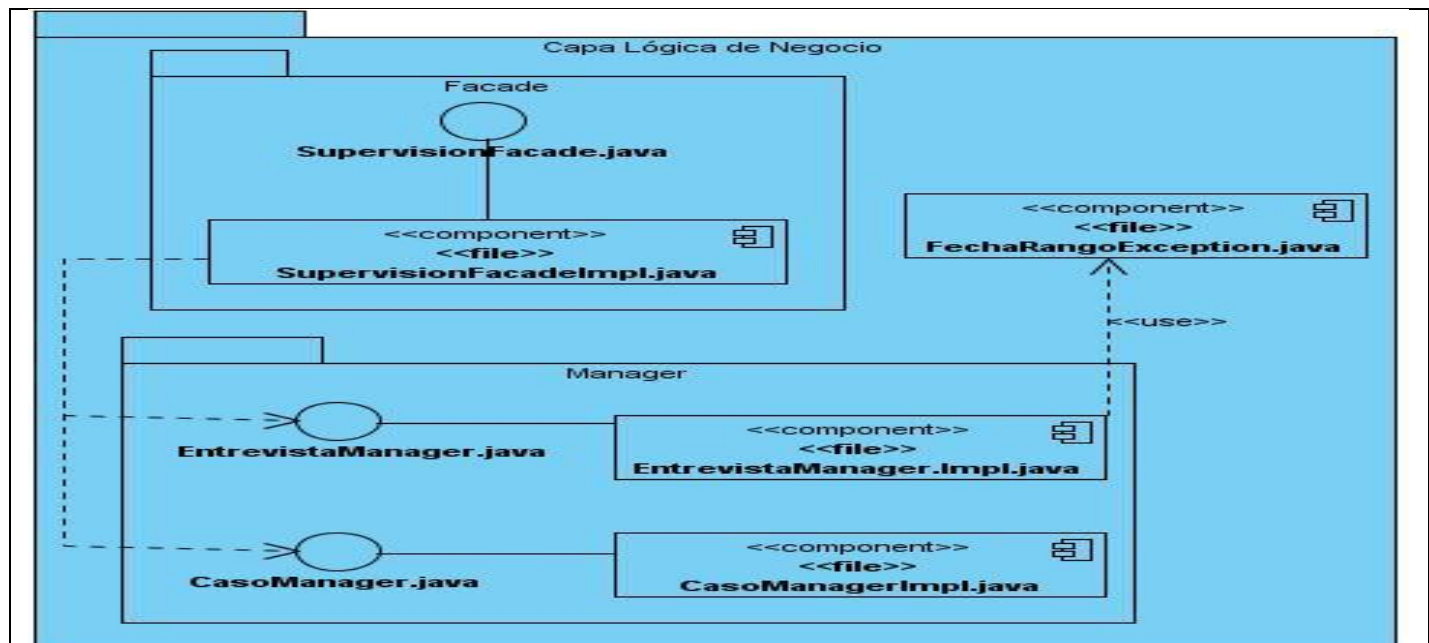 Capa Lógica de Negocio
Facade
SupervisionFacade.java
<<component>>
<<file>>
SupervisionFacadeImpl.java
<<component>>
<<file>>
FechaRangoException.java
<<use>>
Manager
EntrevistaManager.java
<<component>>
<<file>>
EntrevistaManager.Impl.java
CasoManager.java
<<component>>
<<file>>
CasoManagerImpl.java